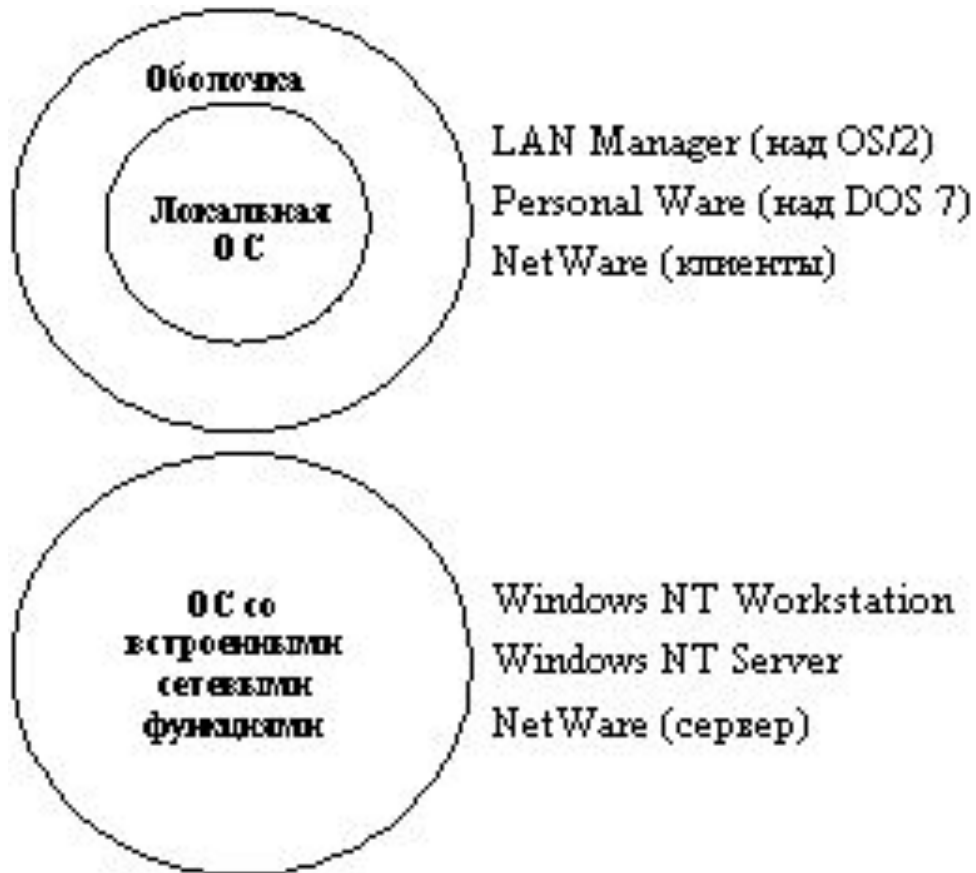 Оболочка
Локальная
ОС
LAN Manager (над OS/2)
Personal Ware (над DOS 7)
NetWare (клиенты)
ОС со
встроенными
сетевыми
функциями
Windows NT Workstation
Windows NT Server
NetWare (сервер)